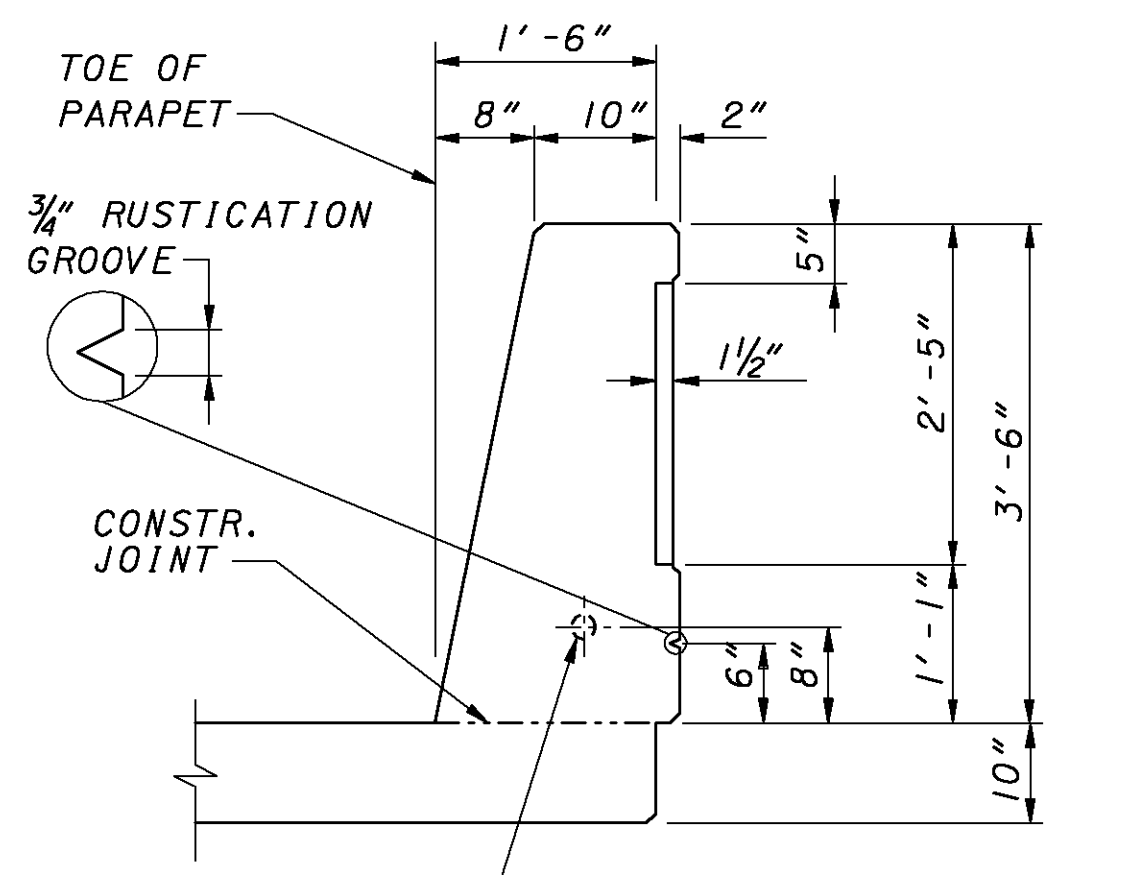 1'-6"
TOE OF
PARAPET
8" 10" 2"
3/4" RUSTICATION
GROOVE
5"
1 1/2"
2'-5"
3'-6"
CONSTR.
JOINT
6"
8"
1'-1"
10"